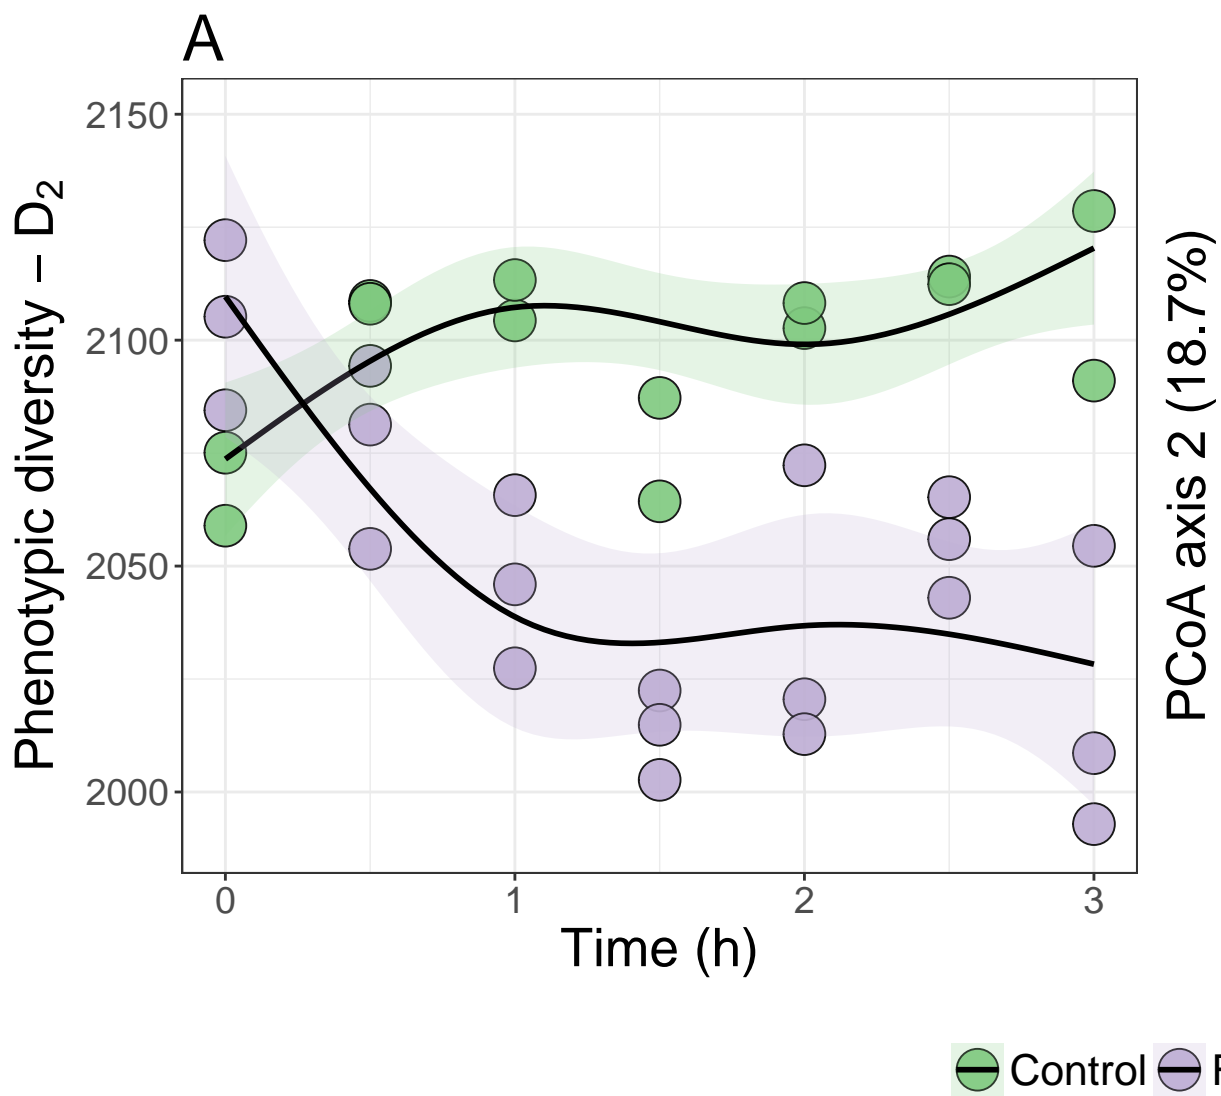 A
Phenotypic diversity – D2
2150
2100
2050
2000
0 1 2 3
Time (h)
PCoA axis 2 (18.7%)
Control